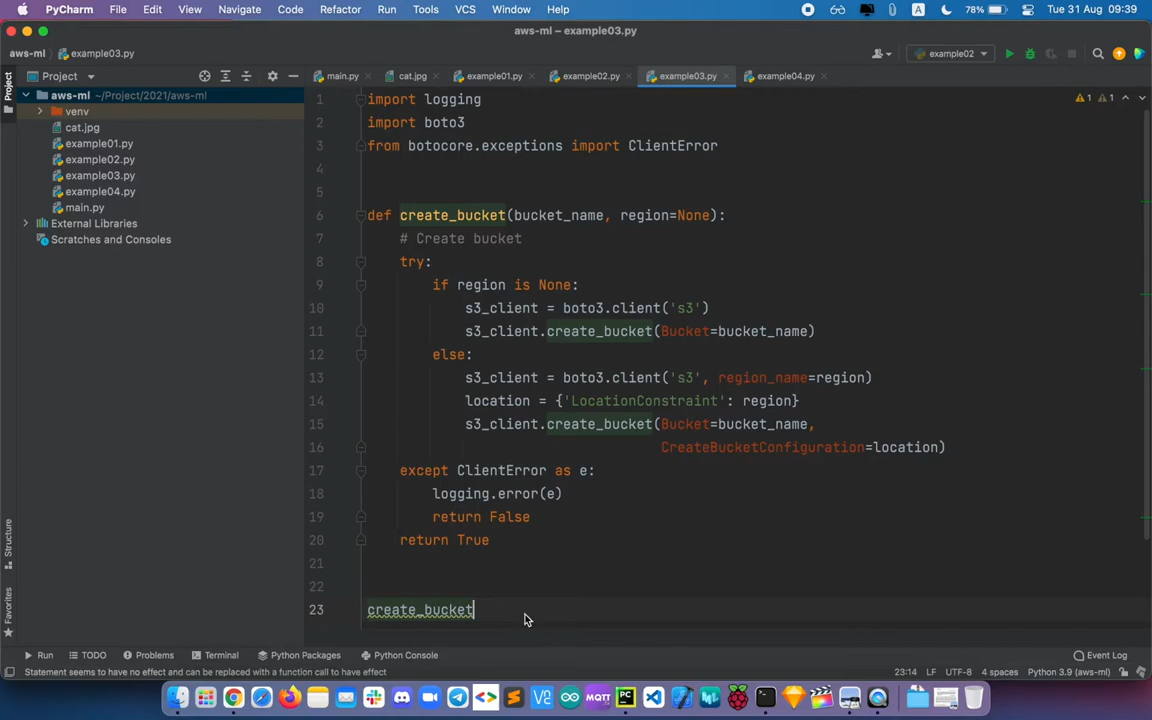 PyCharm File Edit View Navigate Code Refactor Run Tools VCS Window Help A 78% Tue 31 Aug 09:39
aws-ml – example03.py
aws-ml example03.py example02
Project main.py cat.jpg example01.py example02.py example03.py example04.py
Project
aws-ml ~/Project/2021/aws-ml
venv
cat.jpg
example01.py
example02.py
example03.py
example04.py
main.py
External Libraries
Scratches and Consoles
1 1
1 import logging
2 import boto3
3 from botocore.exceptions import ClientError
4
5
6 def create_bucket(bucket_name, region=None):
7 # Create bucket
8 try:
9 if region is None:
10 s3_client = boto3.client('s3')
11 s3_client.create_bucket(Bucket=bucket_name)
12 else:
13 s3_client = boto3.client('s3', region_name=region)
14 location = {'LocationConstraint': region}
15 s3_client.create_bucket(Bucket=bucket_name,
16 CreateBucketConfiguration=location)
17 except ClientError as e:
18 logging.error(e)
19 return False
20 return True
21
22
23 create_bucket
Structure
Favorites
Run TODO Problems Terminal Python Packages Python Console Event Log
Statement seems to have no effect and can be replaced with a function call to have effect 23:14 LF UTF-8 4 spaces Python 3.9 (aws-ml)
VE MQTT PC